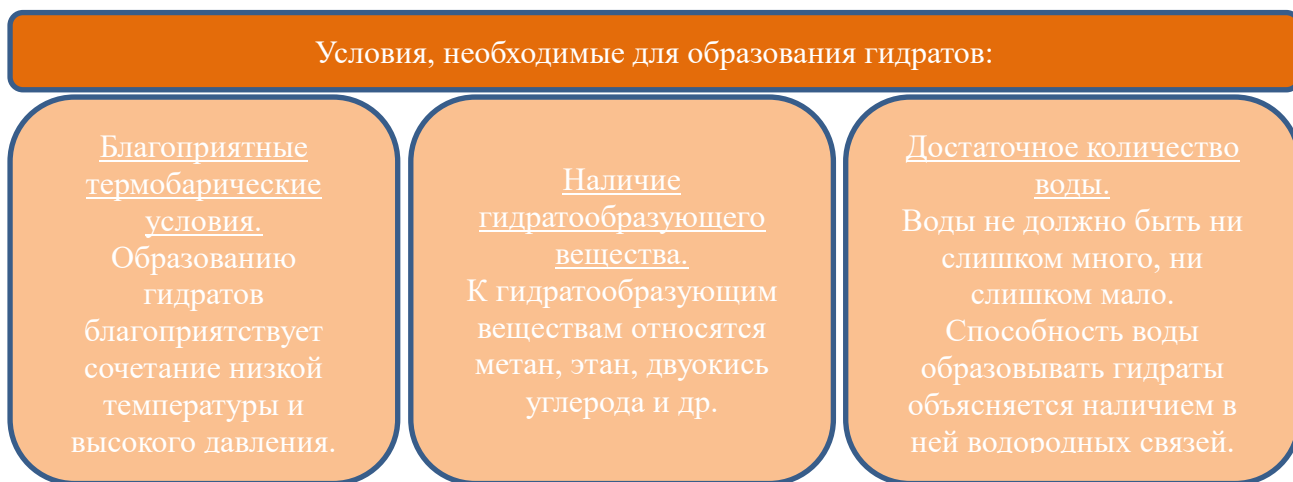 Условия, необходимые для образования гидратов:
Благоприятные
термобарические
условия.
Образованию
гидратов
благоприятствует
сочетание низкой
температуры и
высокого давления.
Наличие
гидратообразующего
вещества.
К гидратообразующим
веществам относятся
метан, этан, двуокись
углерода и др.
Достаточное количество
воды.
Воды не должно быть ни
слишком много, ни
слишком мало.
Способность воды
образовывать гидраты
объясняется наличием в
ней водородных связей.